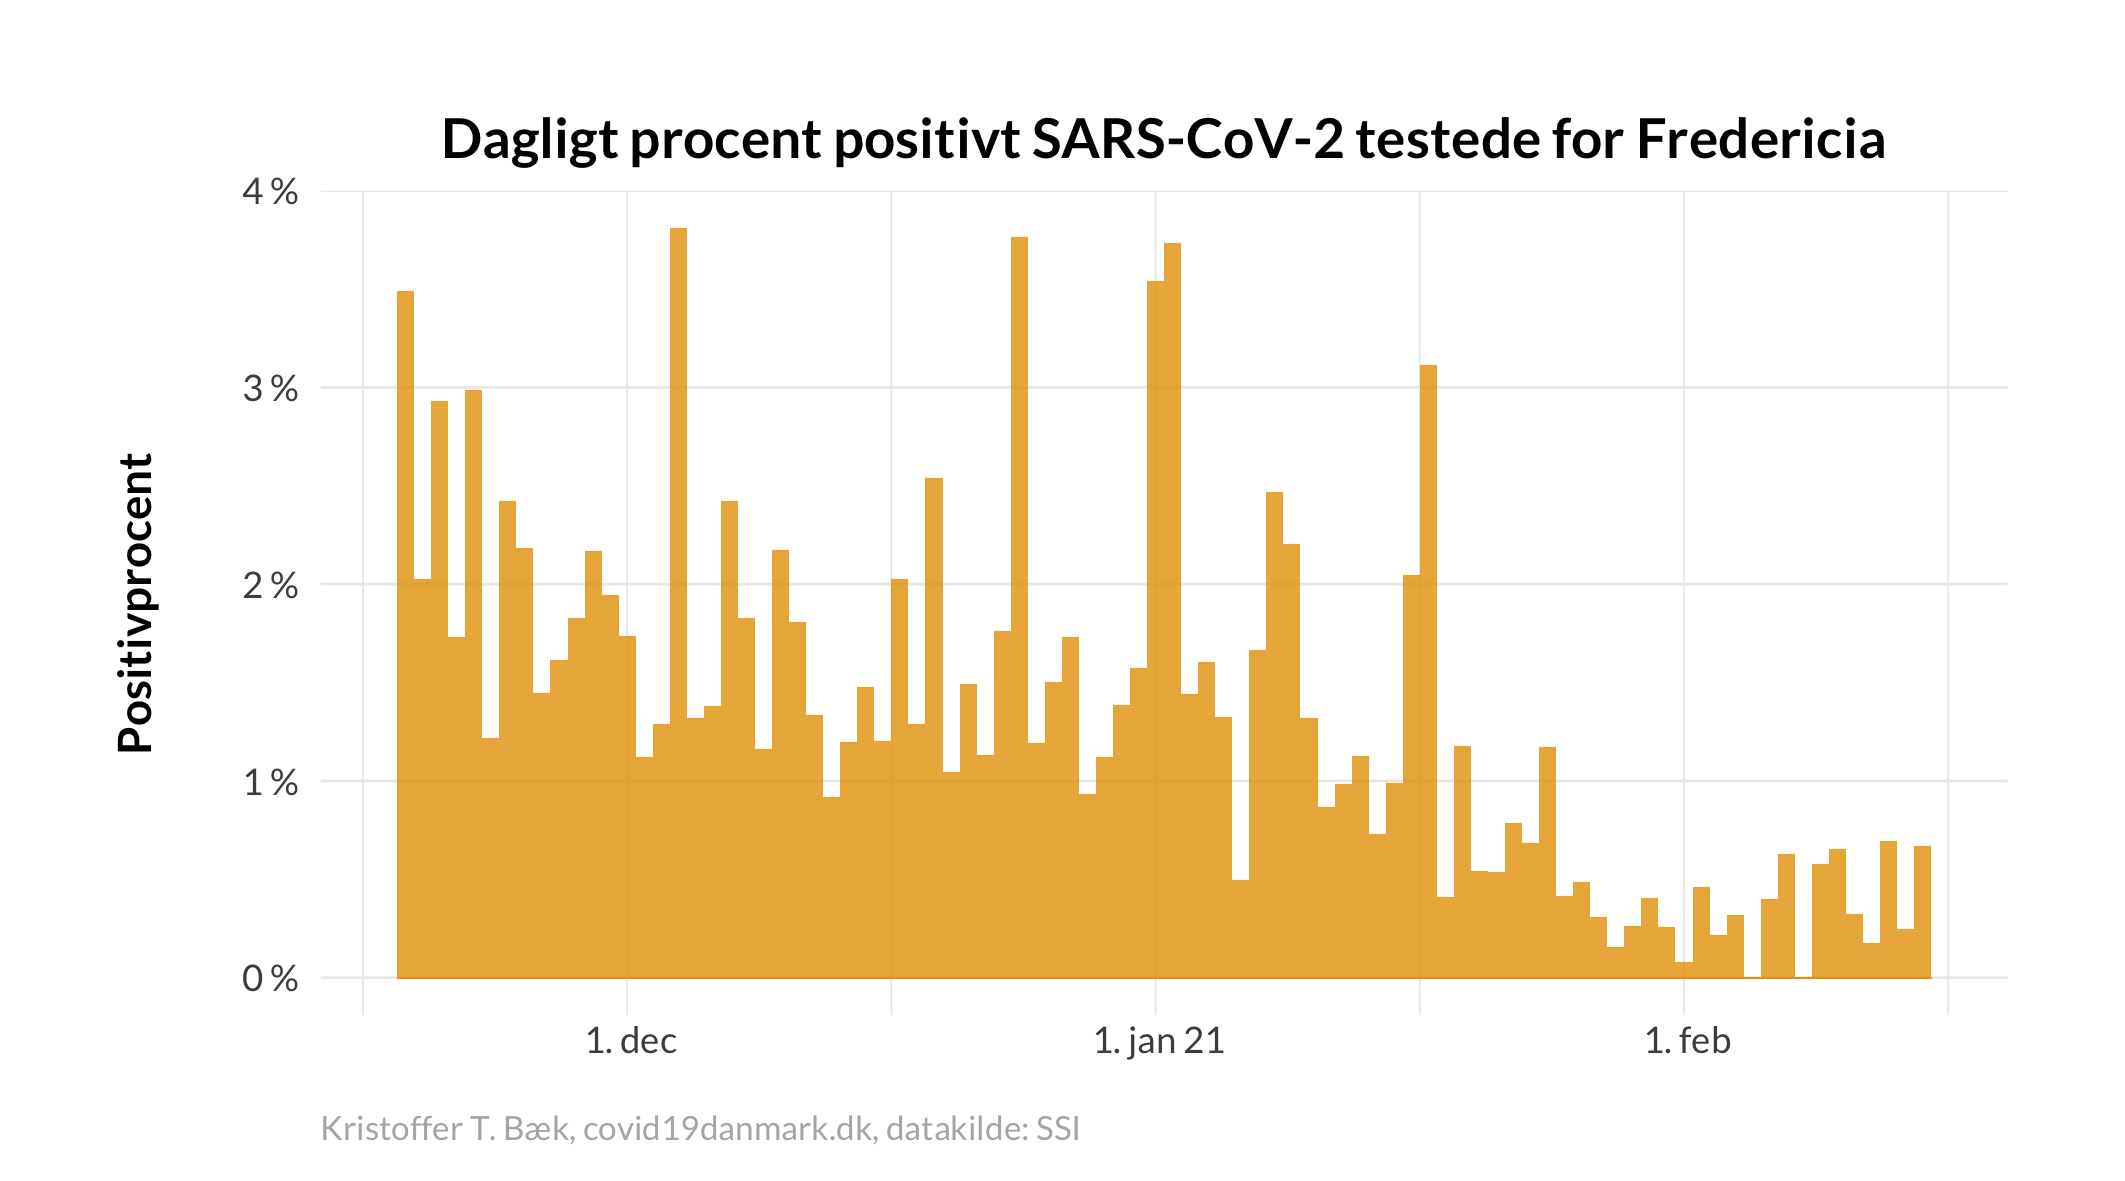 Dagligt procent positivt SARS-CoV-2 testede for Fredericia
Positivprocent
4 %
3 %
2 %
1 %
0 %
1. dec
1. jan 21
1. feb
Kristoffer T. Bæk, covid19danmark.dk, datakilde: SSI